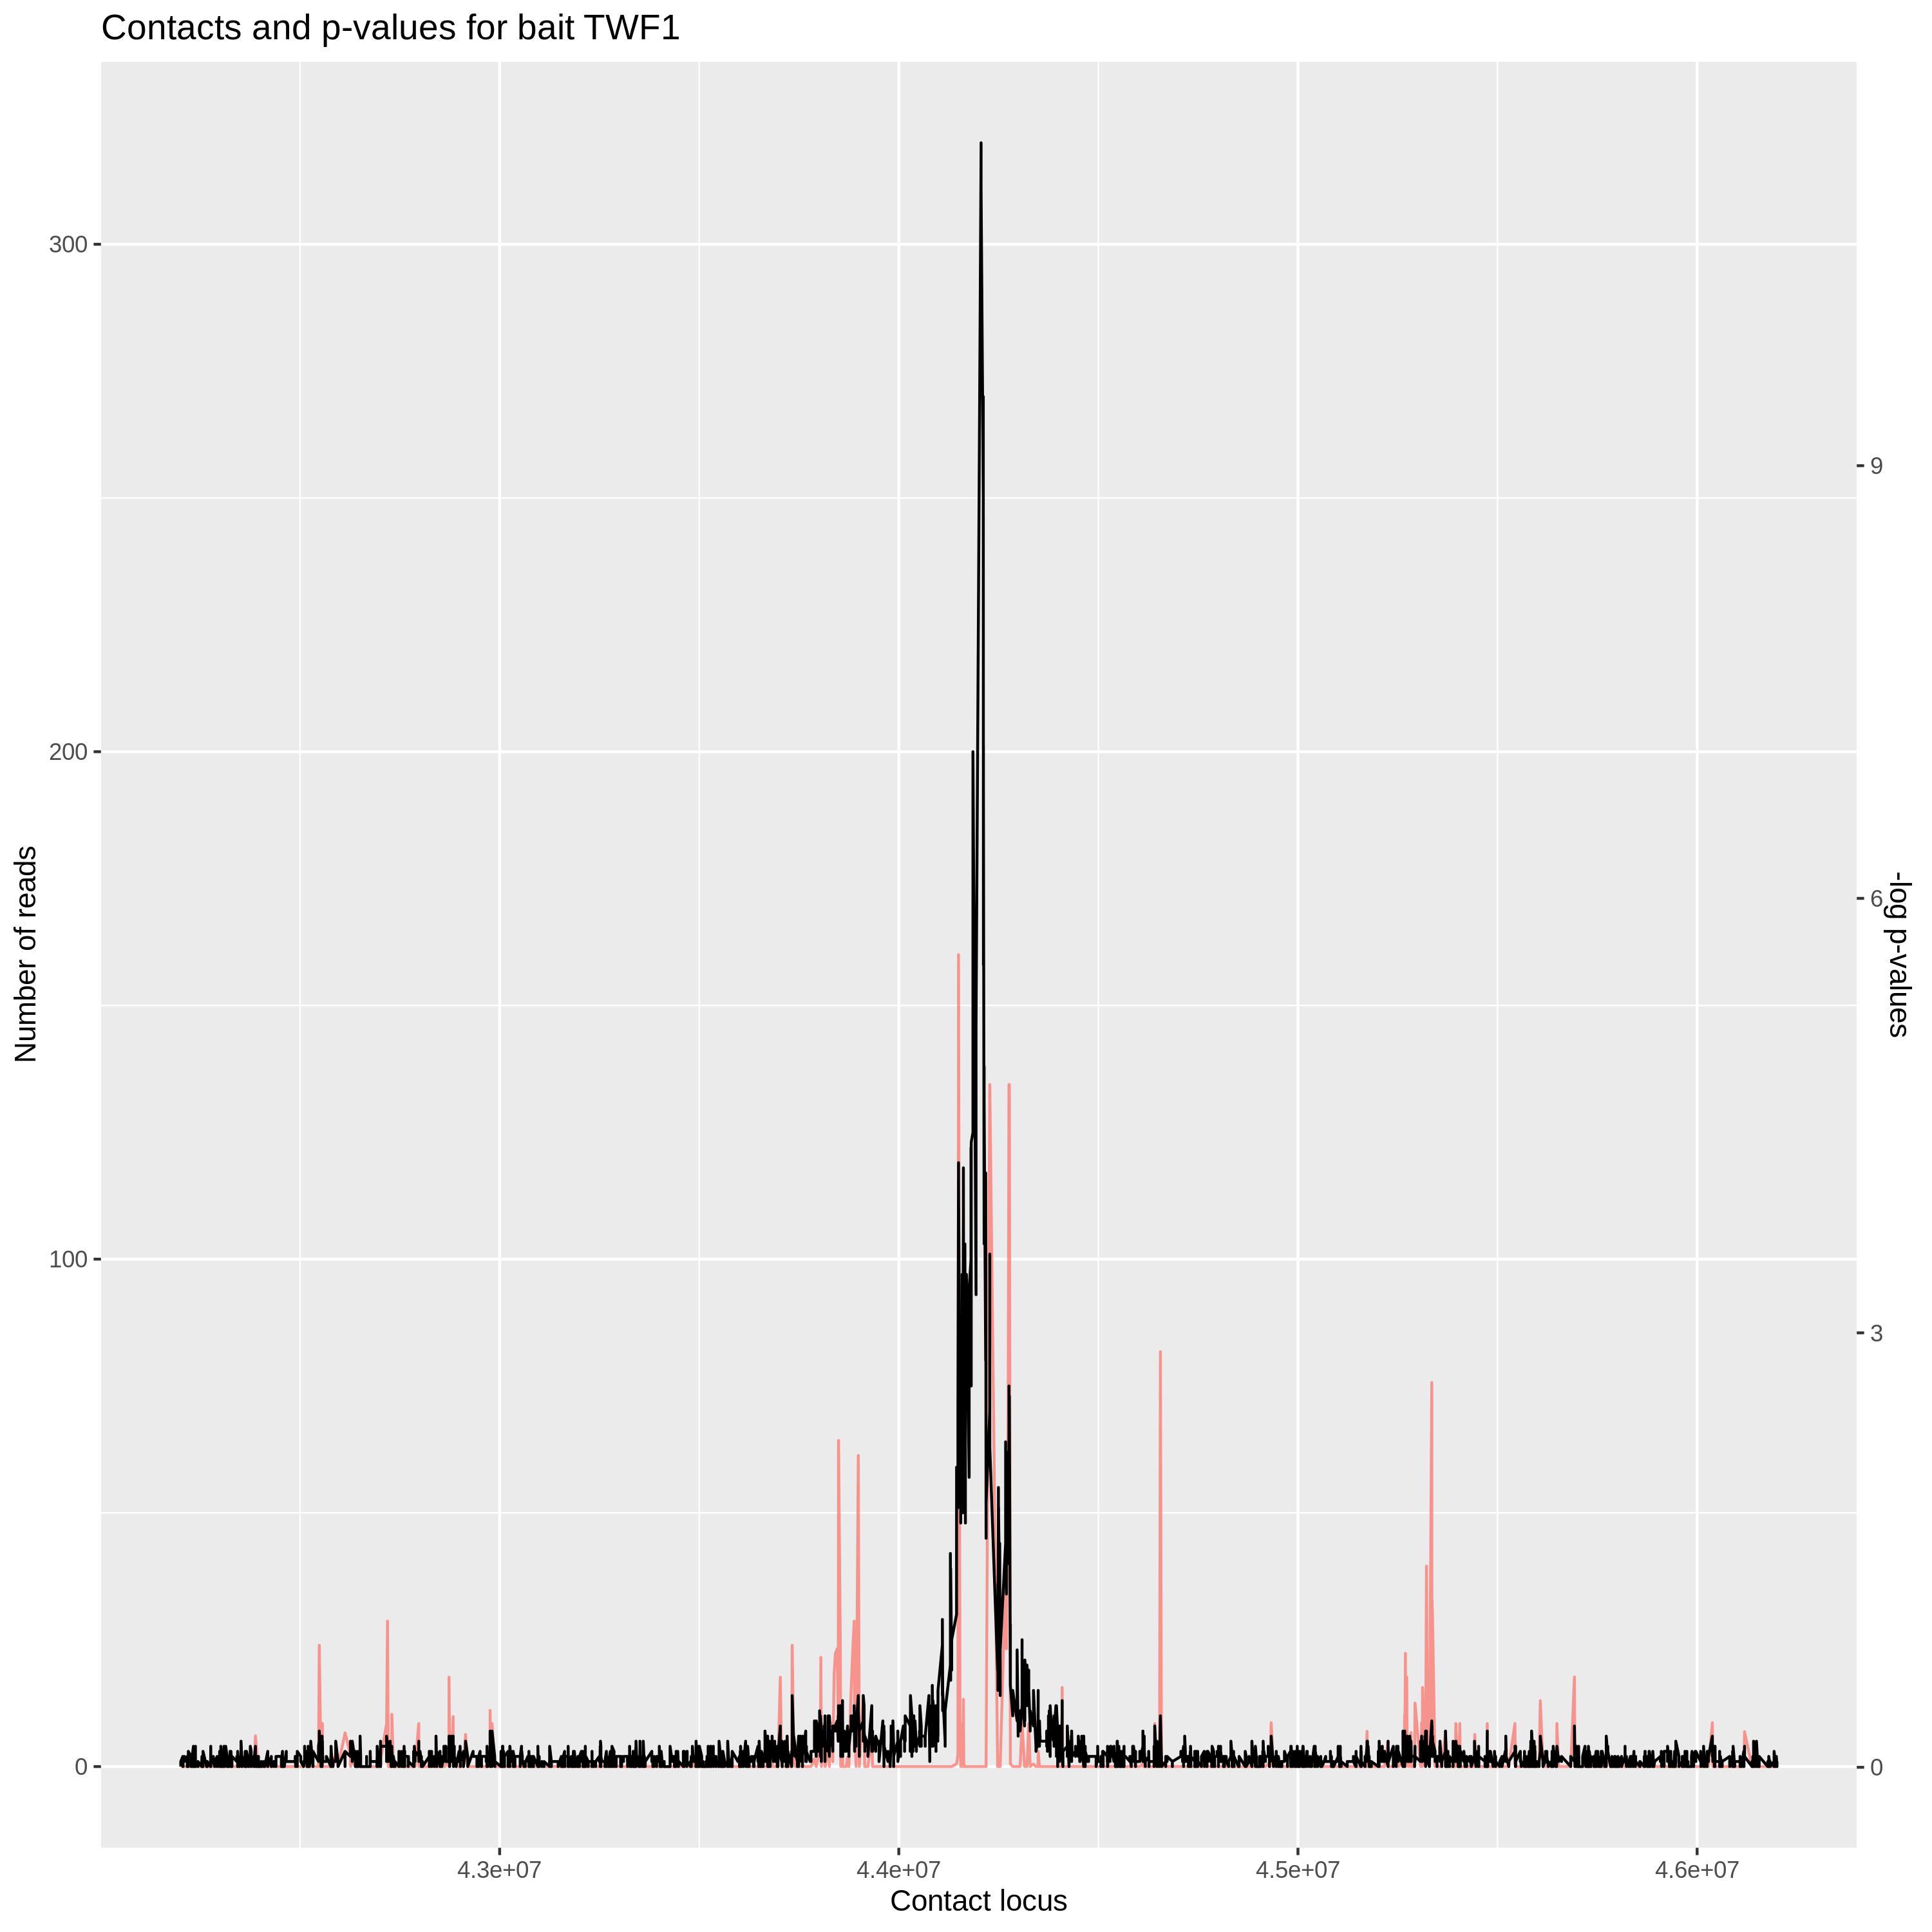 Contacts and p-values for bait TWF1
300
200
100
0
Number of reads
9
6
3
0
-log p-values
4.3e+07
4.4e+07
4.5e+07
4.6e+07
Contact locus